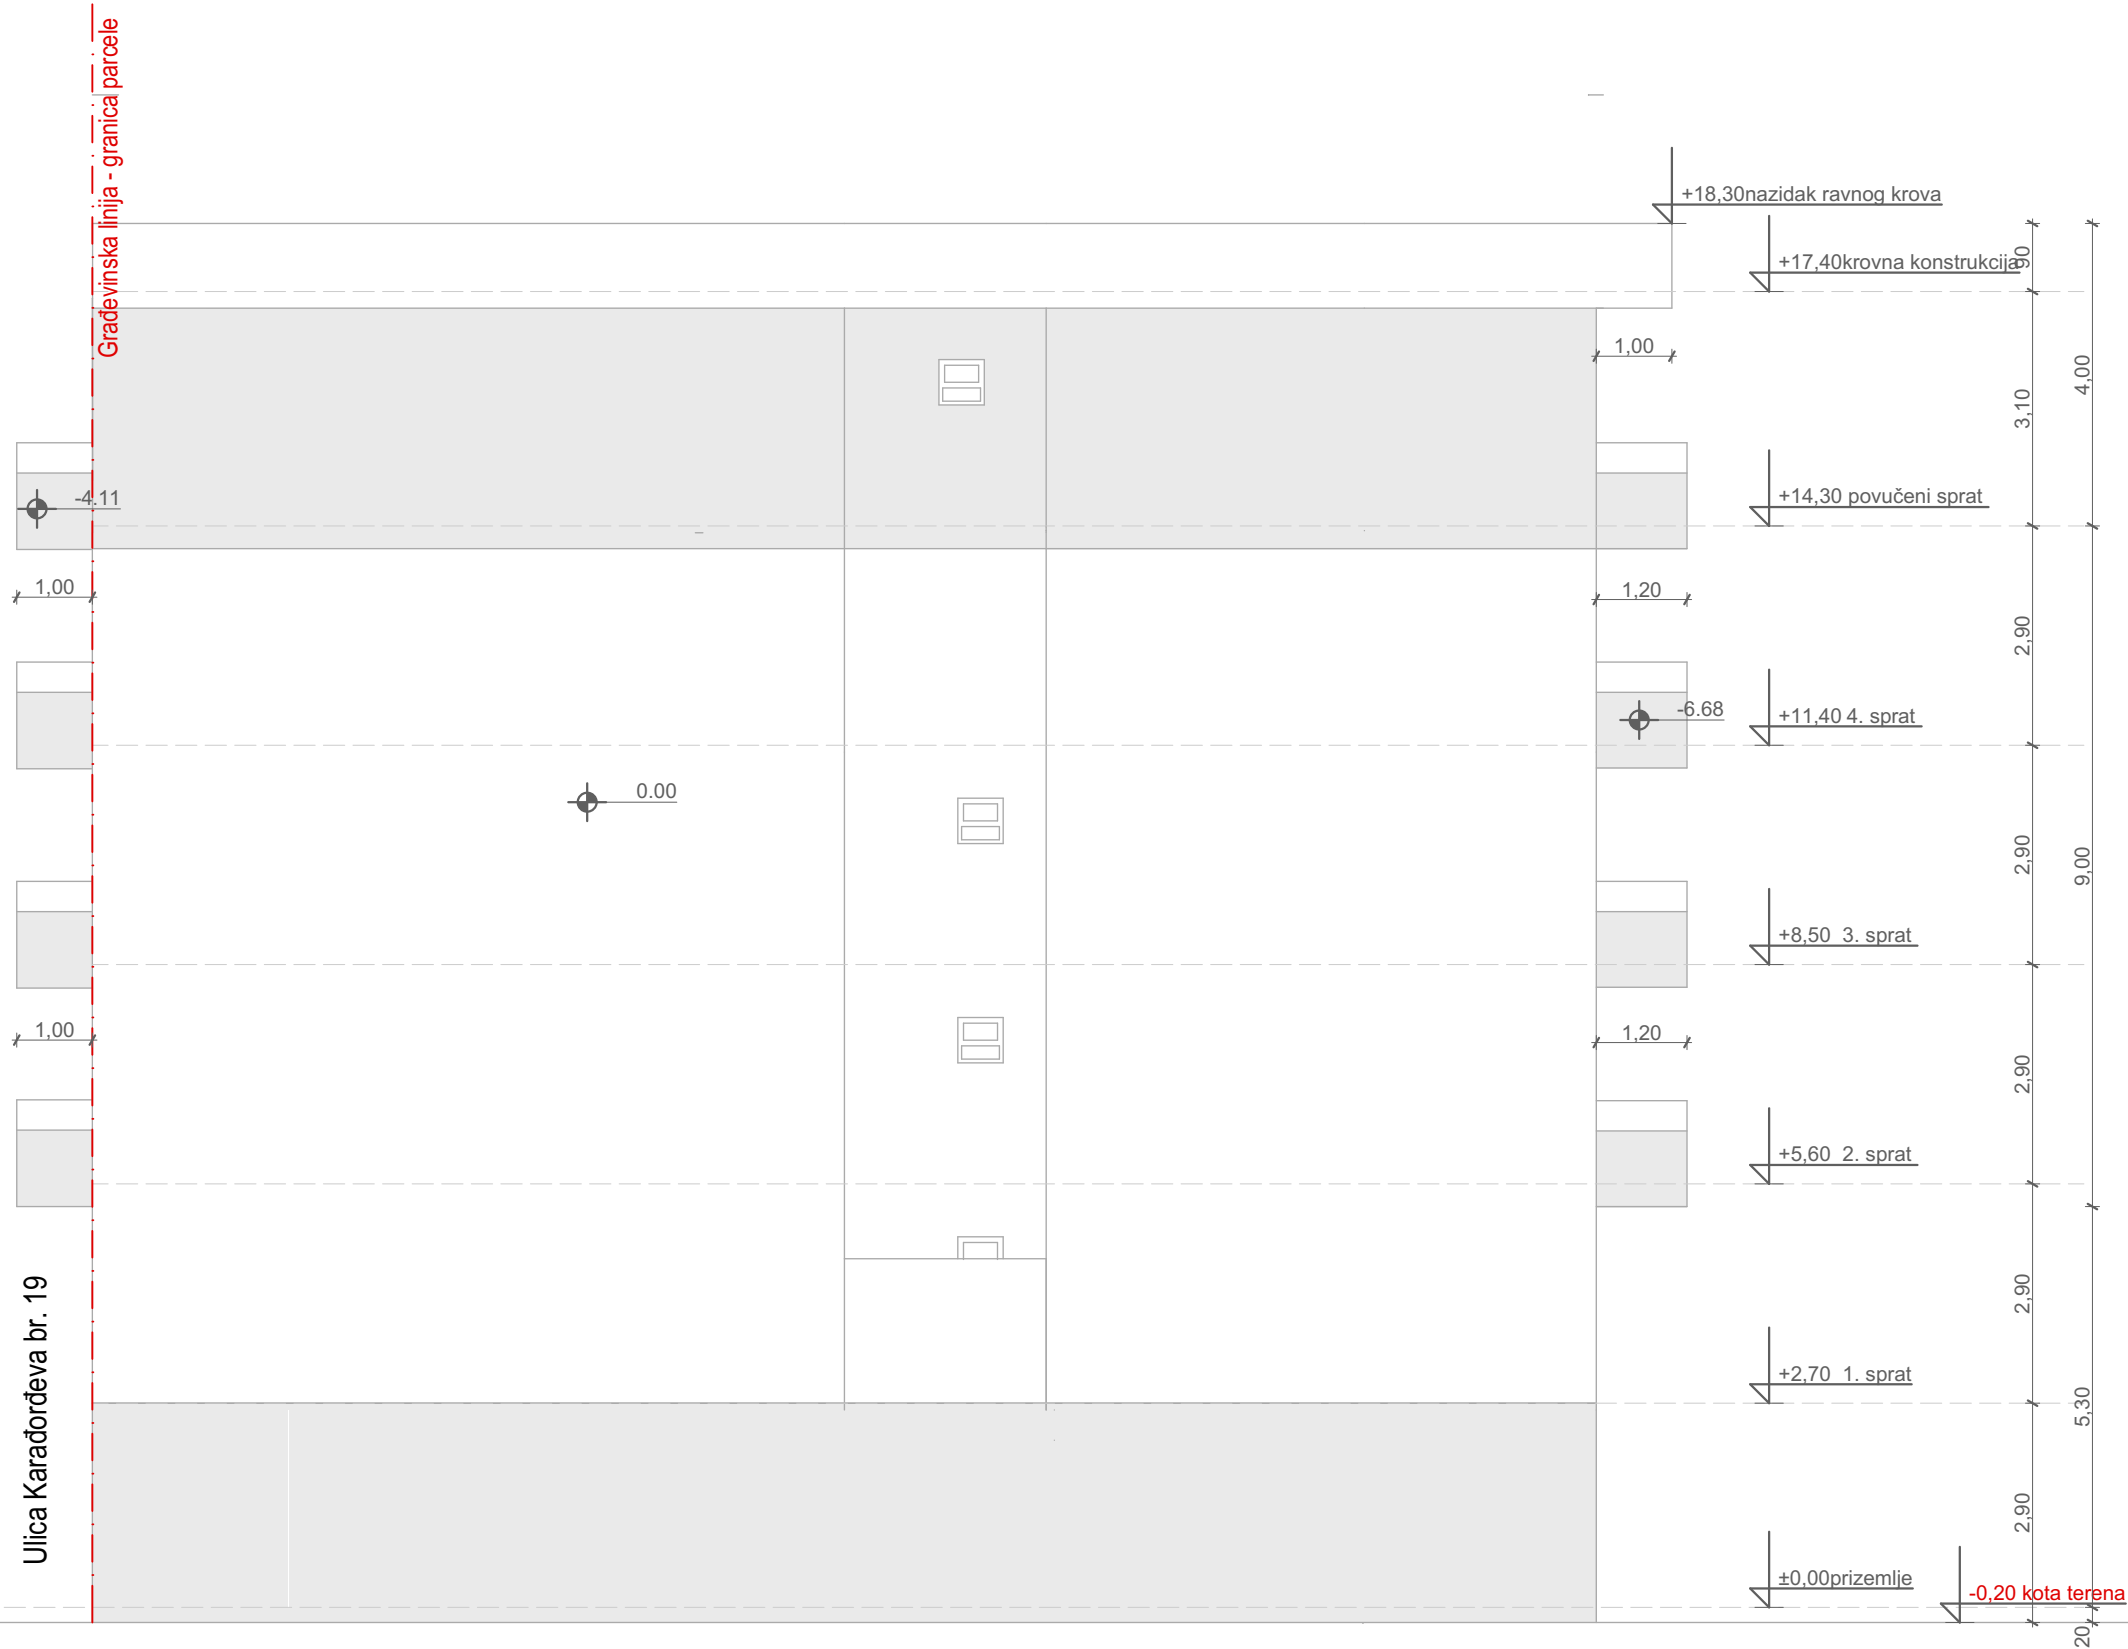 Građevinska linija - granica parcele
+18,30nazidak ravnog krova
+17,40krovna konstrukcija
90
1,00
4,00
3,10
-4.11
+14,30 povučeni sprat
1,00
1,20
2,90
-6.68
+11,40 4. sprat
0.00
2,90
9,00
+8,50 3. sprat
1,00
1,20
2,90
+5,60 2. sprat
Ulica Karađorđeva br. 19
2,90
+2,70 1. sprat
5,30
2,90
±0,00prizemlje
-0,20 kota terena
20